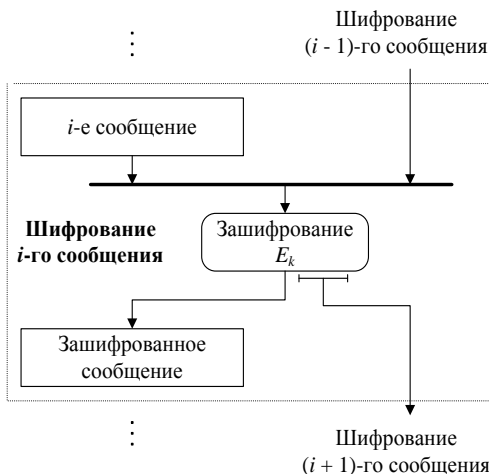 Шифрование
(i - 1)-го сообщения
i-е сообщение
Шифрование
i-го сообщения
Зашифрование
Eₖ
Зашифрованное
сообщение
Шифрование
(i + 1)-го сообщения